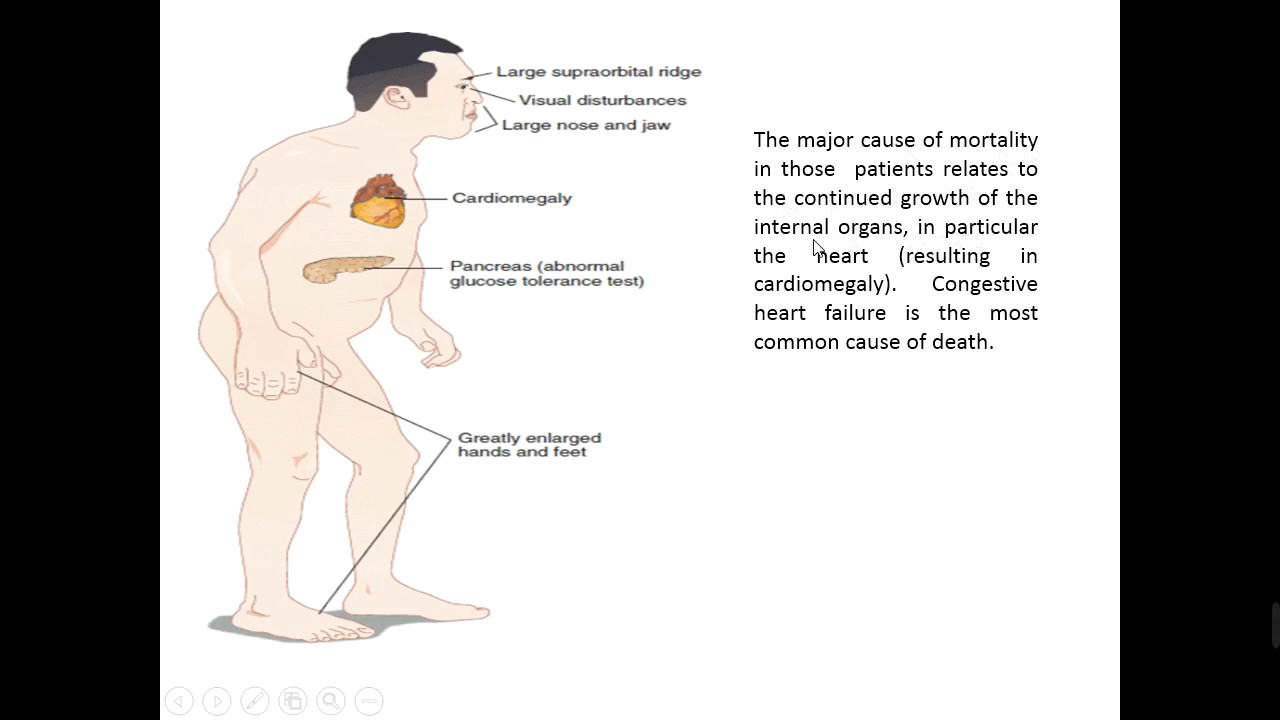 Large supraorbital ridge
Visual disturbances
Large nose and jaw
Cardiomegaly
Pancreas (abnormal
glucose tolerance test)
Greatly enlarged
hands and feet
The major cause of mortality
in those patients relates to
the continued growth of the
internal organs, in particular
the heart (resulting in
cardiomegaly). Congestive
heart failure is the most
common cause of death.